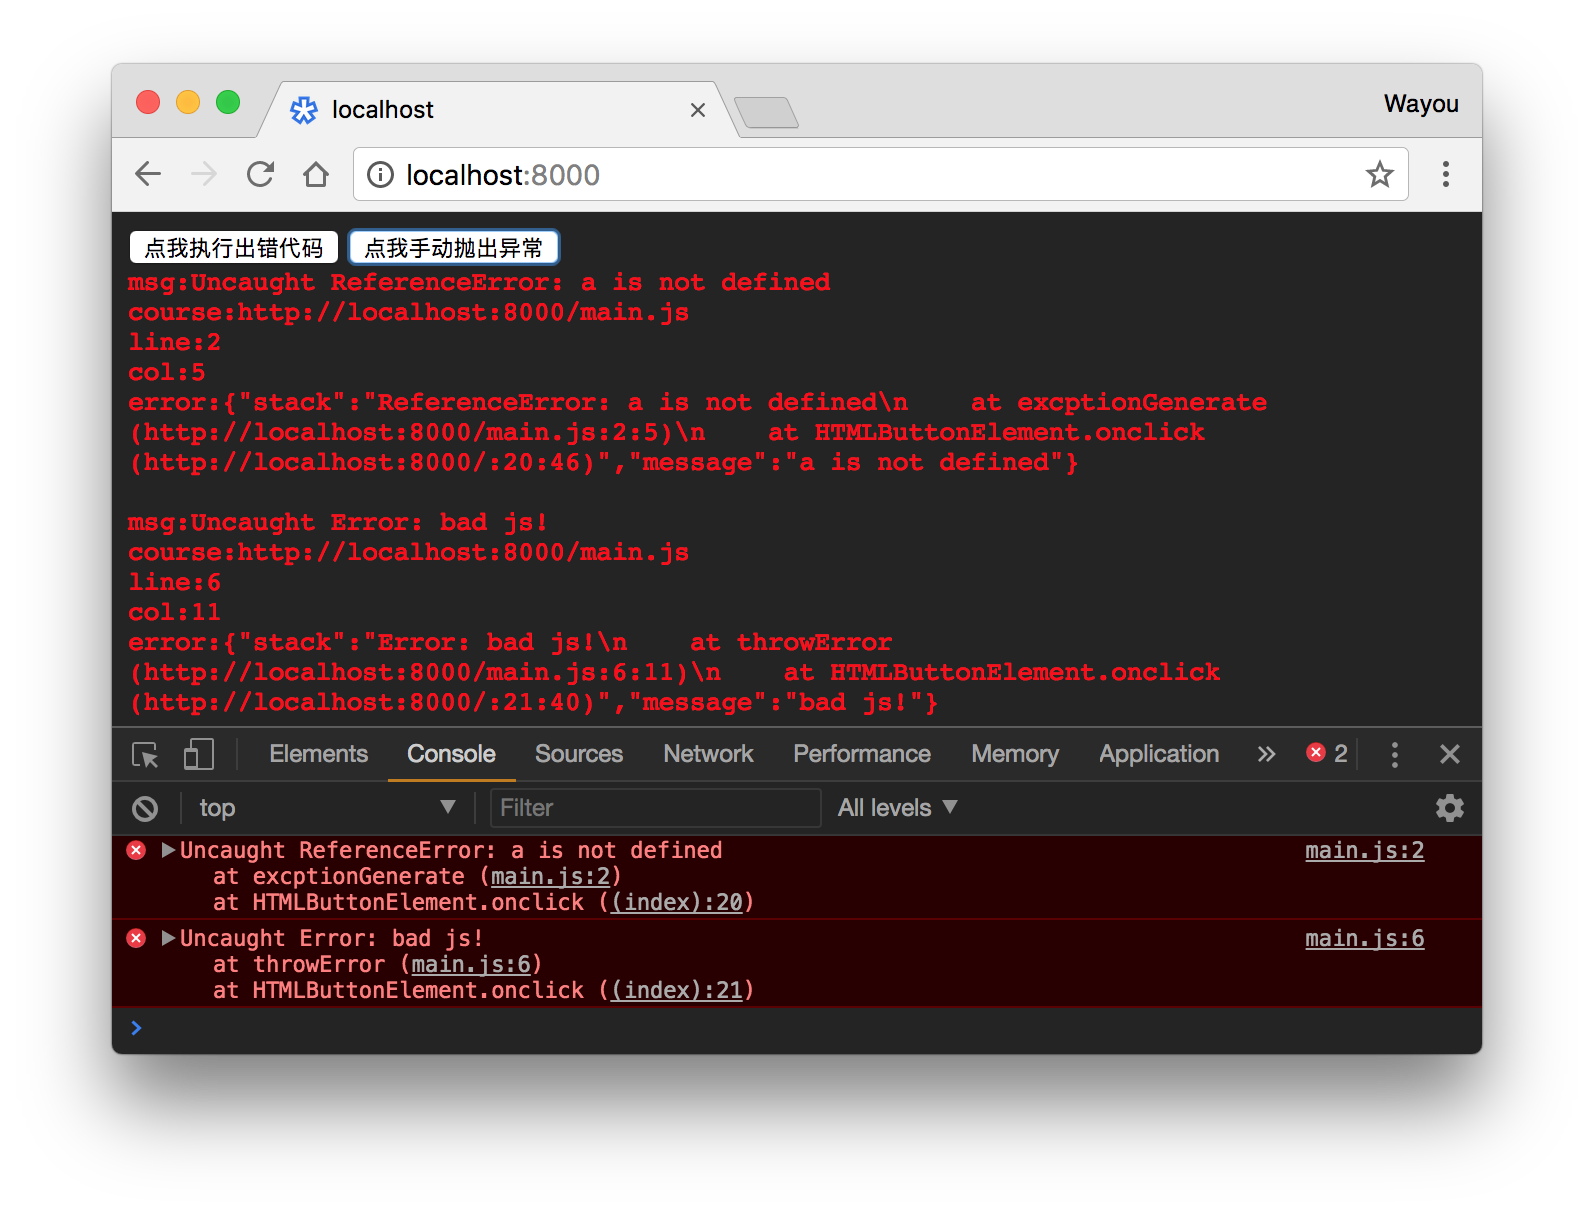 localhost
Wayou
localhost:8000
点我执行出错代码 点我手动抛出异常
msg:Uncaught ReferenceError: a is not defined
course:http://localhost:8000/main.js
line:2
col:5
error:{"stack":"ReferenceError: a is not defined\n    at excptionGenerate
(http://localhost:8000/main.js:2:5)\n    at HTMLButtonElement.onclick
(http://localhost:8000/:20:46)","message":"a is not defined"}
msg:Uncaught Error: bad js!
course:http://localhost:8000/main.js
line:6
col:11
error:{"stack":"Error: bad js!\n    at throwError
(http://localhost:8000/main.js:6:11)\n    at HTMLButtonElement.onclick
(http://localhost:8000/:21:40)","message":"bad js!"}
Elements Console Sources Network Performance Memory Application » 2
top Filter All levels
Uncaught ReferenceError: a is not defined main.js:2
at excptionGenerate (main.js:2)
at HTMLButtonElement.onclick ((index):20)
Uncaught Error: bad js! main.js:6
at throwError (main.js:6)
at HTMLButtonElement.onclick ((index):21)